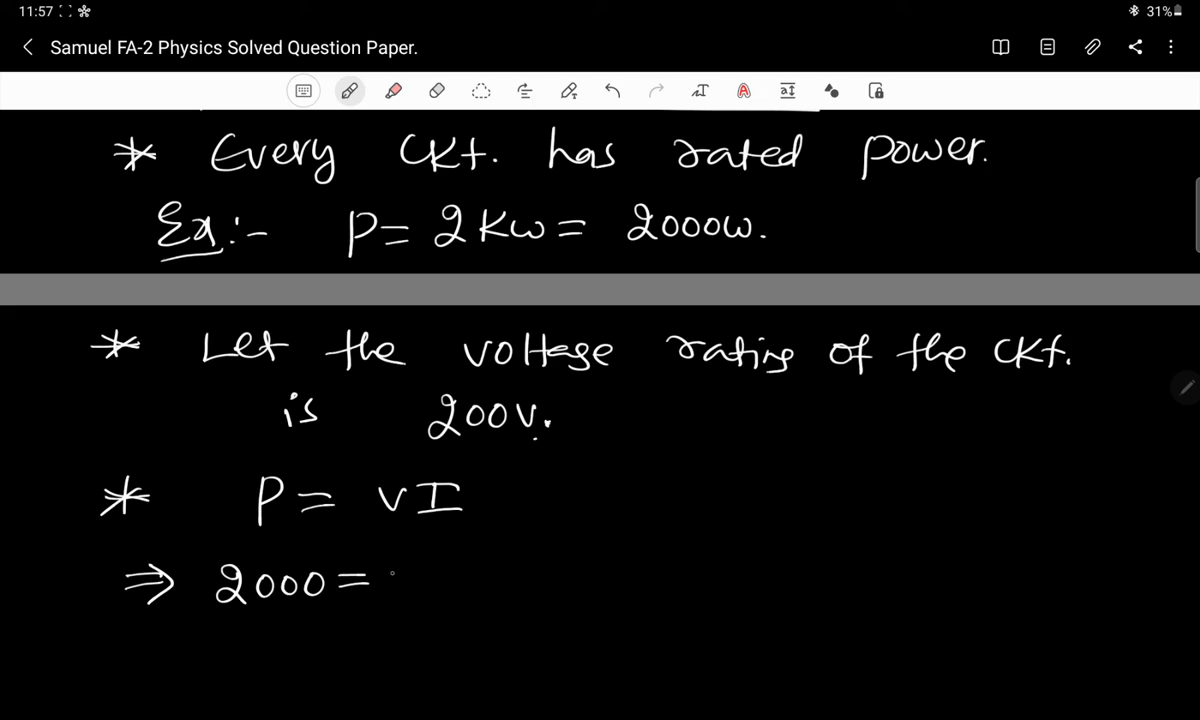 11:57
31%
Samuel FA-2 Physics Solved Question Paper.
* Every CKt. has rated power.
Ex:- P = 2 KW = 2000W.
* Let the voltage rating of the CKt.
is 200V.
* P = VI
⇒ 2000 =